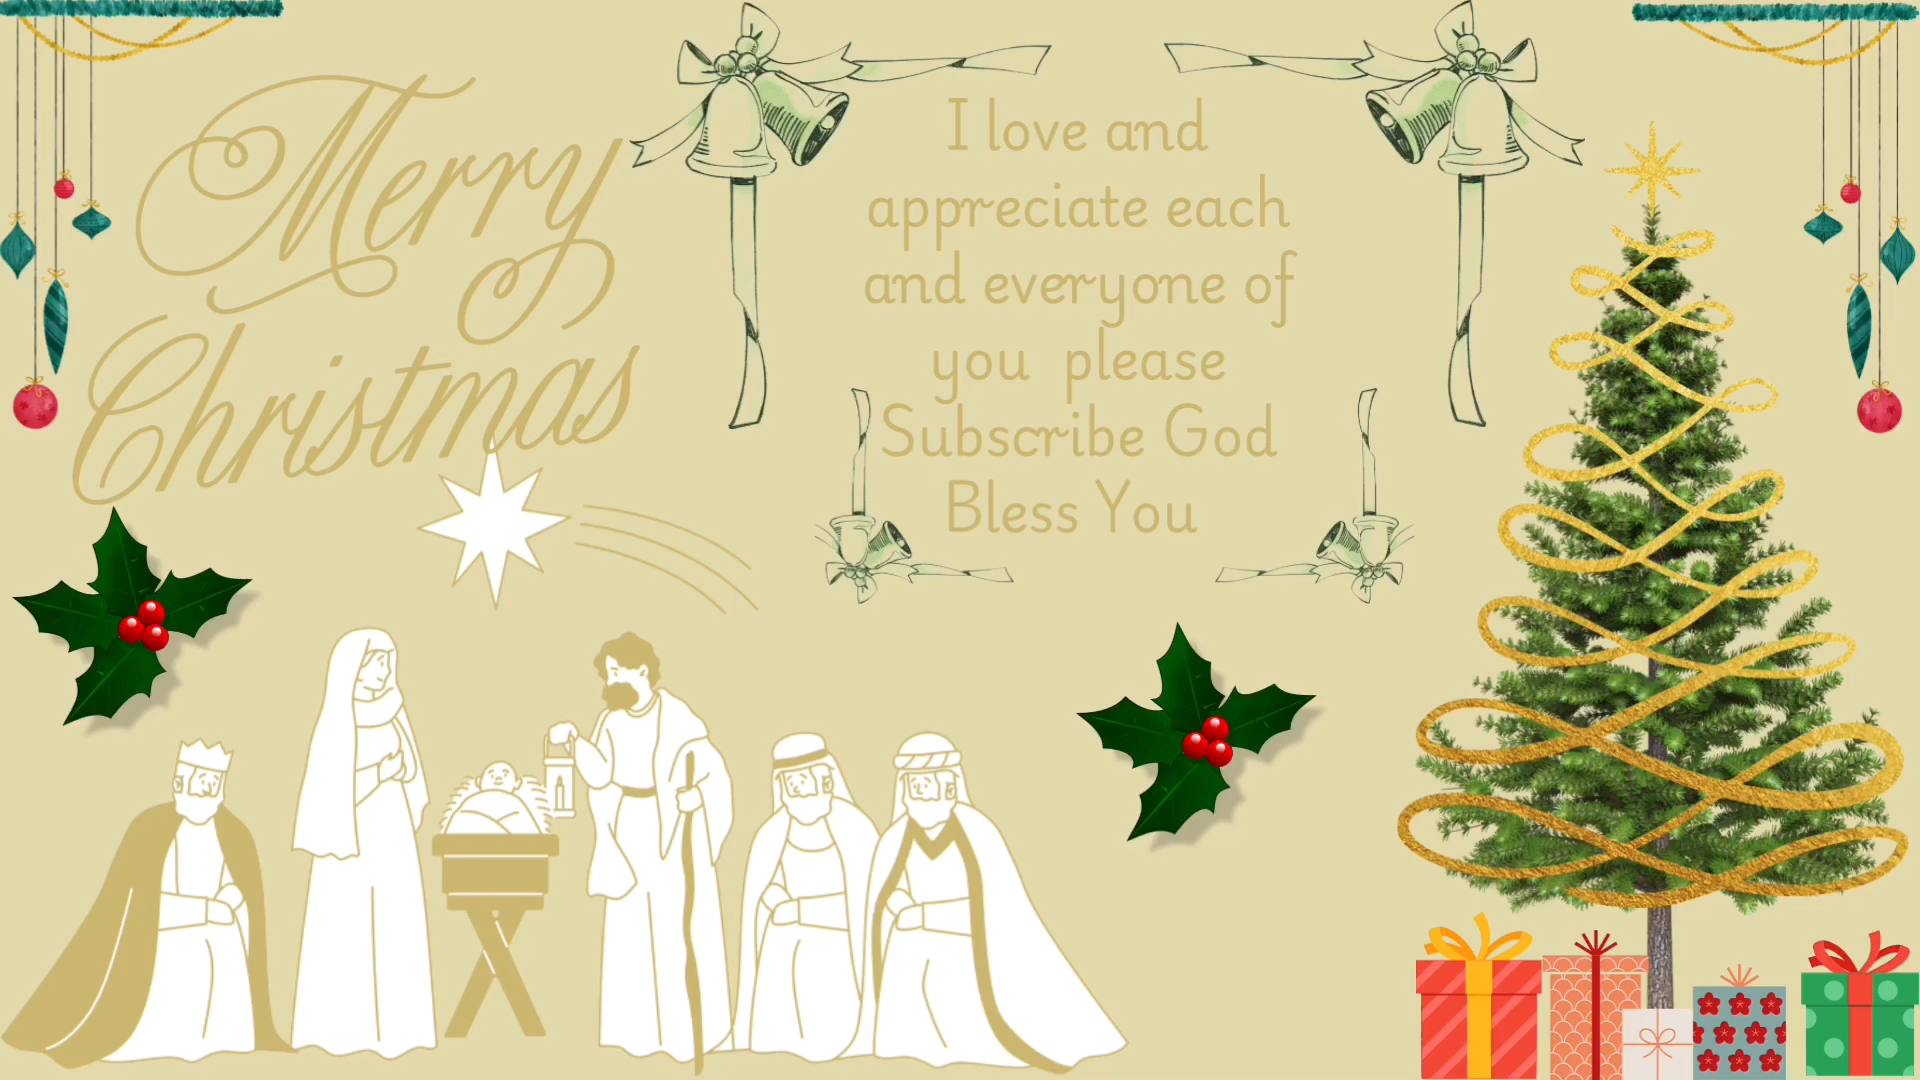 Merry
Christmas
I love and
appreciate each
and everyone of
you please
Subscribe God
Bless You